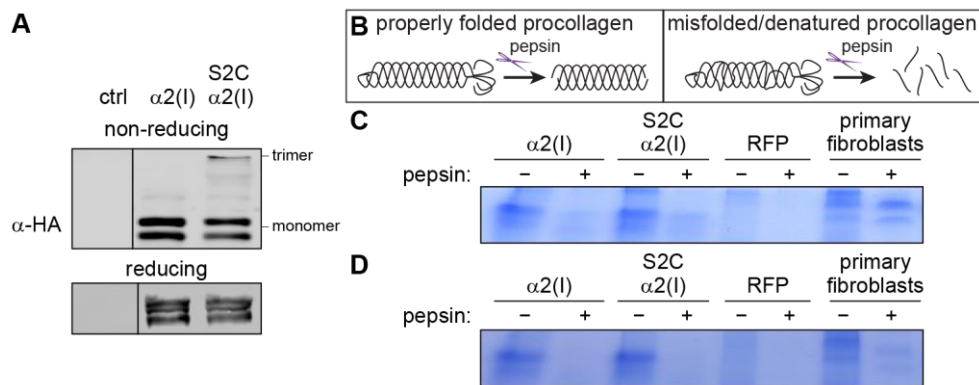 A
ctrl α2(I) S2C α2(I)
non-reducing
trimer
α-HA
monomer
reducing
B properly folded procollagen misfolded/denatured procollagen
pepsin pepsin
C
α2(I) S2C α2(I) RFP primary fibroblasts
pepsin: – + – + – + – +
D
α2(I) S2C α2(I) RFP primary fibroblasts
pepsin: – + – + – + – +